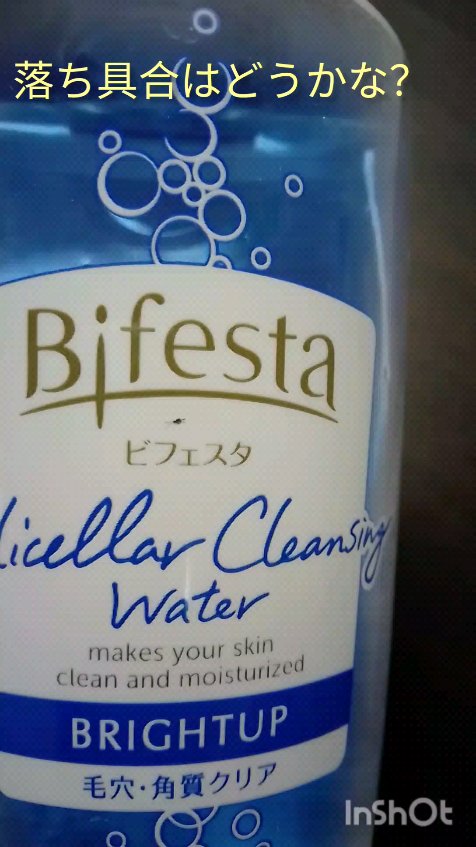 落ち具合はどうかな?
Bifesta
ビフェスタ
Micellar Cleansing
Water
makes your skin
clean and moisturized
BRIGHTUP
毛穴・角質クリア
InShOt